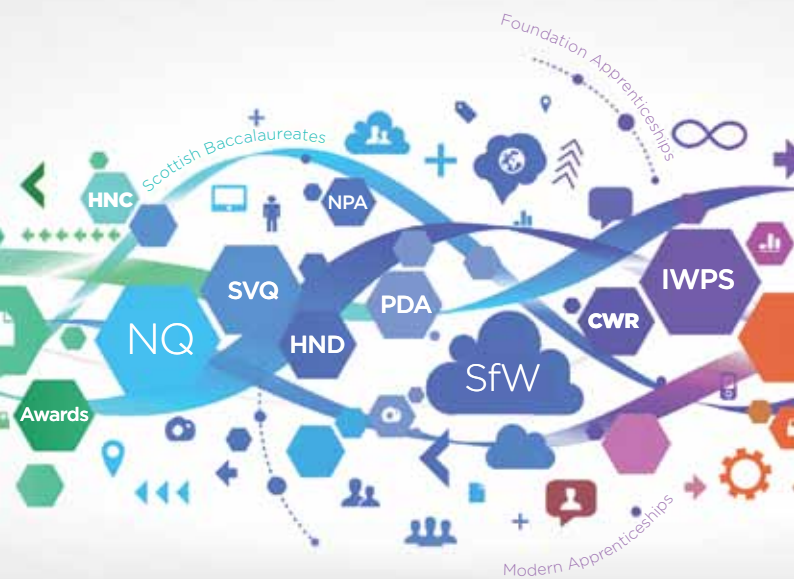 Foundation Apprenticeships
Scottish Baccalaureates
HNC
NPA
SVQ
IWPS
PDA
CWR
NQ
HND
SfW
Awards
Modern Apprenticeships